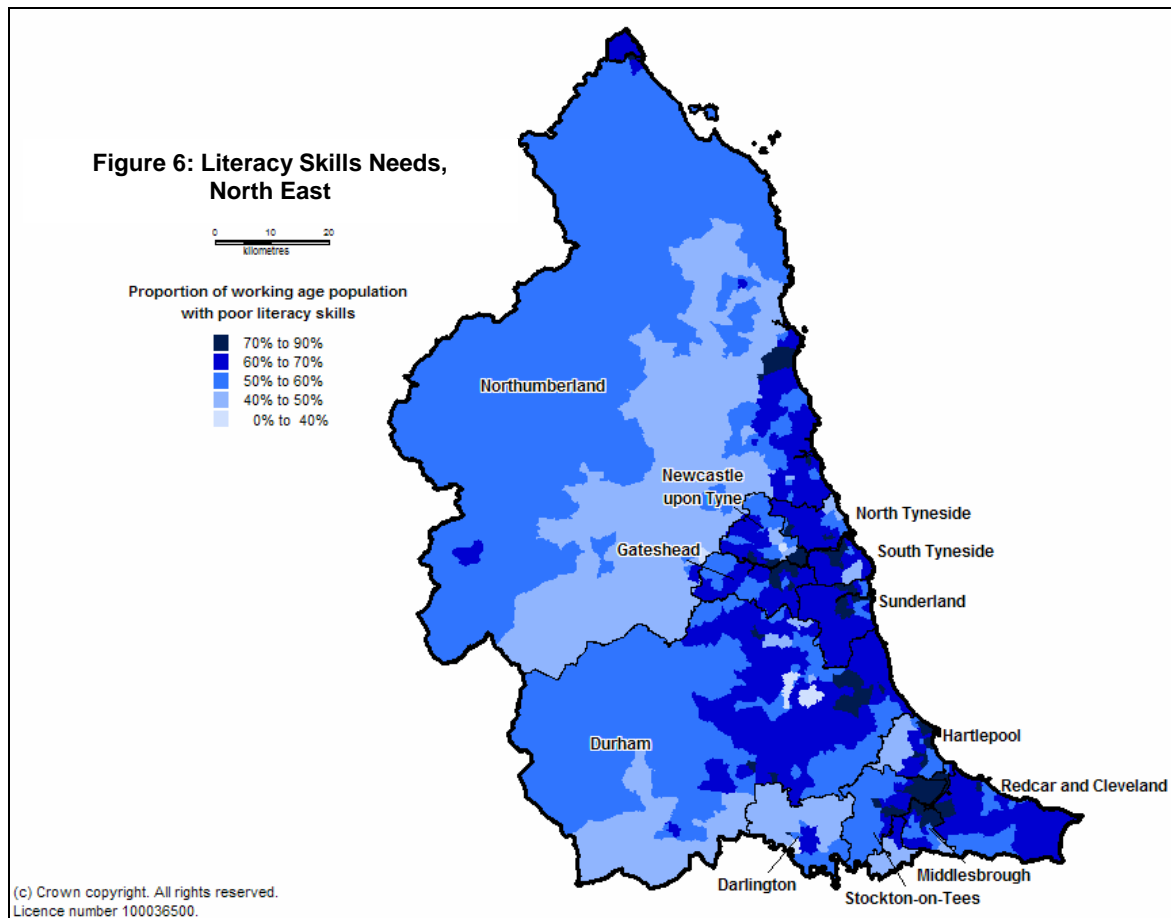 Figure 6: Literacy Skills Needs,
North East
0 10 20
kilometres
Proportion of working age population
with poor literacy skills
70% to 90%
60% to 70%
50% to 60%
40% to 50%
0% to 40%
Northumberland
Newcastle
upon Tyne
North Tyneside
Gateshead
South Tyneside
Sunderland
Durham
Hartlepool
Redcar and Cleveland
Darlington
Middlesbrough
Stockton-on-Tees
(c) Crown copyright. All rights reserved.
Licence number 100036500.